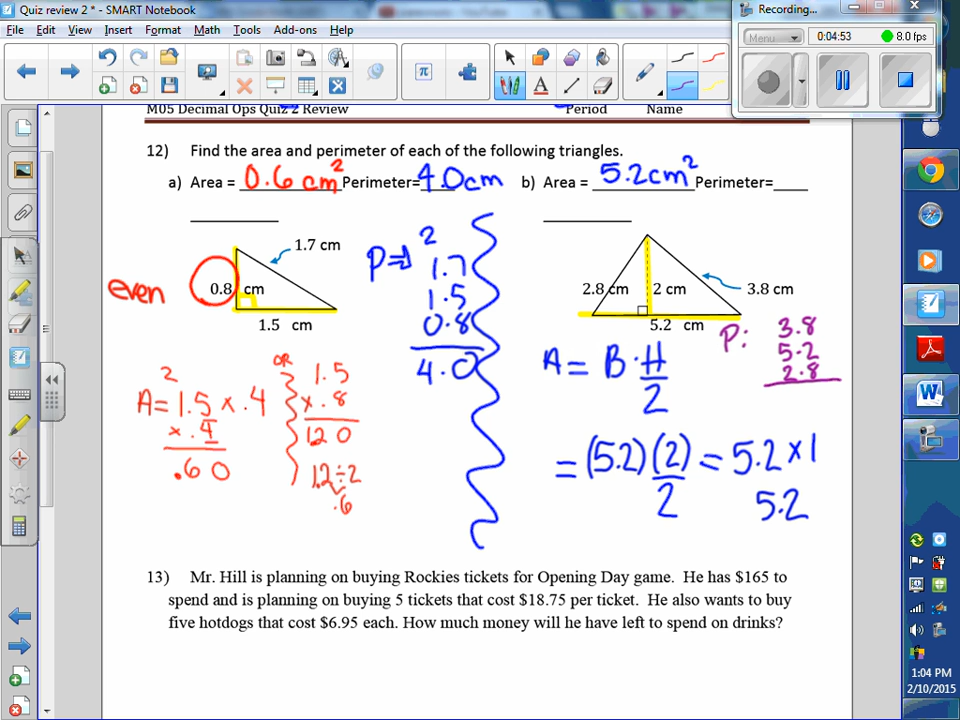 Quiz review 2 * - SMART Notebook
File Edit View Insert Format Math Tools Add-ons Help
Recording...
Menu 0:04:53 8.0 fps
M05 Decimal Ops Quiz 2 Review Period Name
12) Find the area and perimeter of each of the following triangles.
a) Area = 0.6 cm² Perimeter= 4.0cm b) Area = 5.2cm² Perimeter=
1.7 cm
0.8 cm
1.5 cm
even
P⇒
2
1.7
1.5
0.8
4.0
2.8 cm 2 cm 3.8 cm
5.2 cm
P: 3.8
5.2
2.8
2
A= 1.5 x .4
x .4
.60
OR
1.5
x .8
1.20
1.2÷2
.6
A = B·H
2
= (5.2)(2) = 5.2 x 1
2
5.2
13) Mr. Hill is planning on buying Rockies tickets for Opening Day game. He has $165 to
spend and is planning on buying 5 tickets that cost $18.75 per ticket. He also wants to buy
five hotdogs that cost $6.95 each. How much money will he have left to spend on drinks?
1:04 PM
2/10/2015